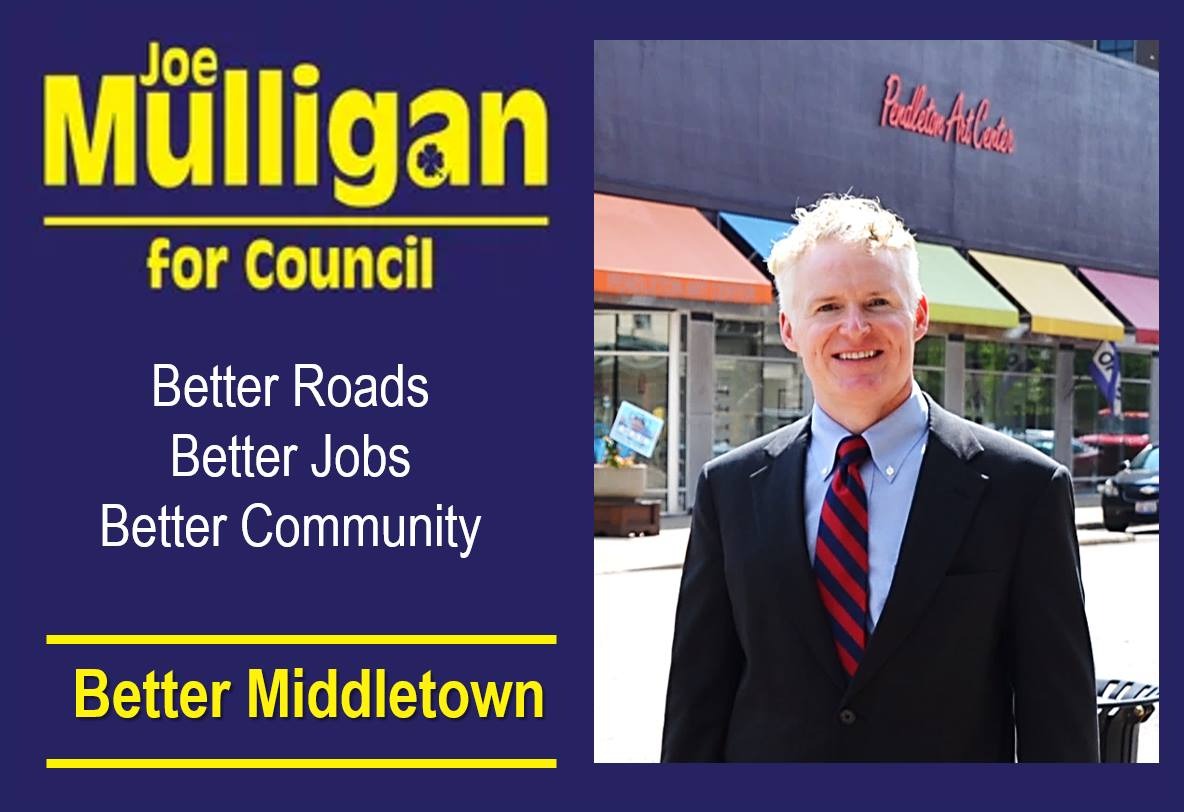 Joe
Mulligan
for Council
Better Roads
Better Jobs
Better Community
Better Middletown
Pendleton Art Center